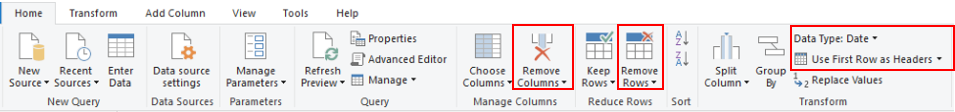 Home Transform Add Column View Tools Help
New Source Recent Sources Enter Data
New Query
Data source settings
Data Sources
Manage Parameters
Parameters
Refresh Preview
Properties
Advanced Editor
Manage
Query
Choose Columns Remove Columns
Manage Columns
Keep Rows Remove Rows
Reduce Rows
A
Z
Z
A
Sort
Split Column Group By
Data Type: Date
Use First Row as Headers
1
2 Replace Values
Transform